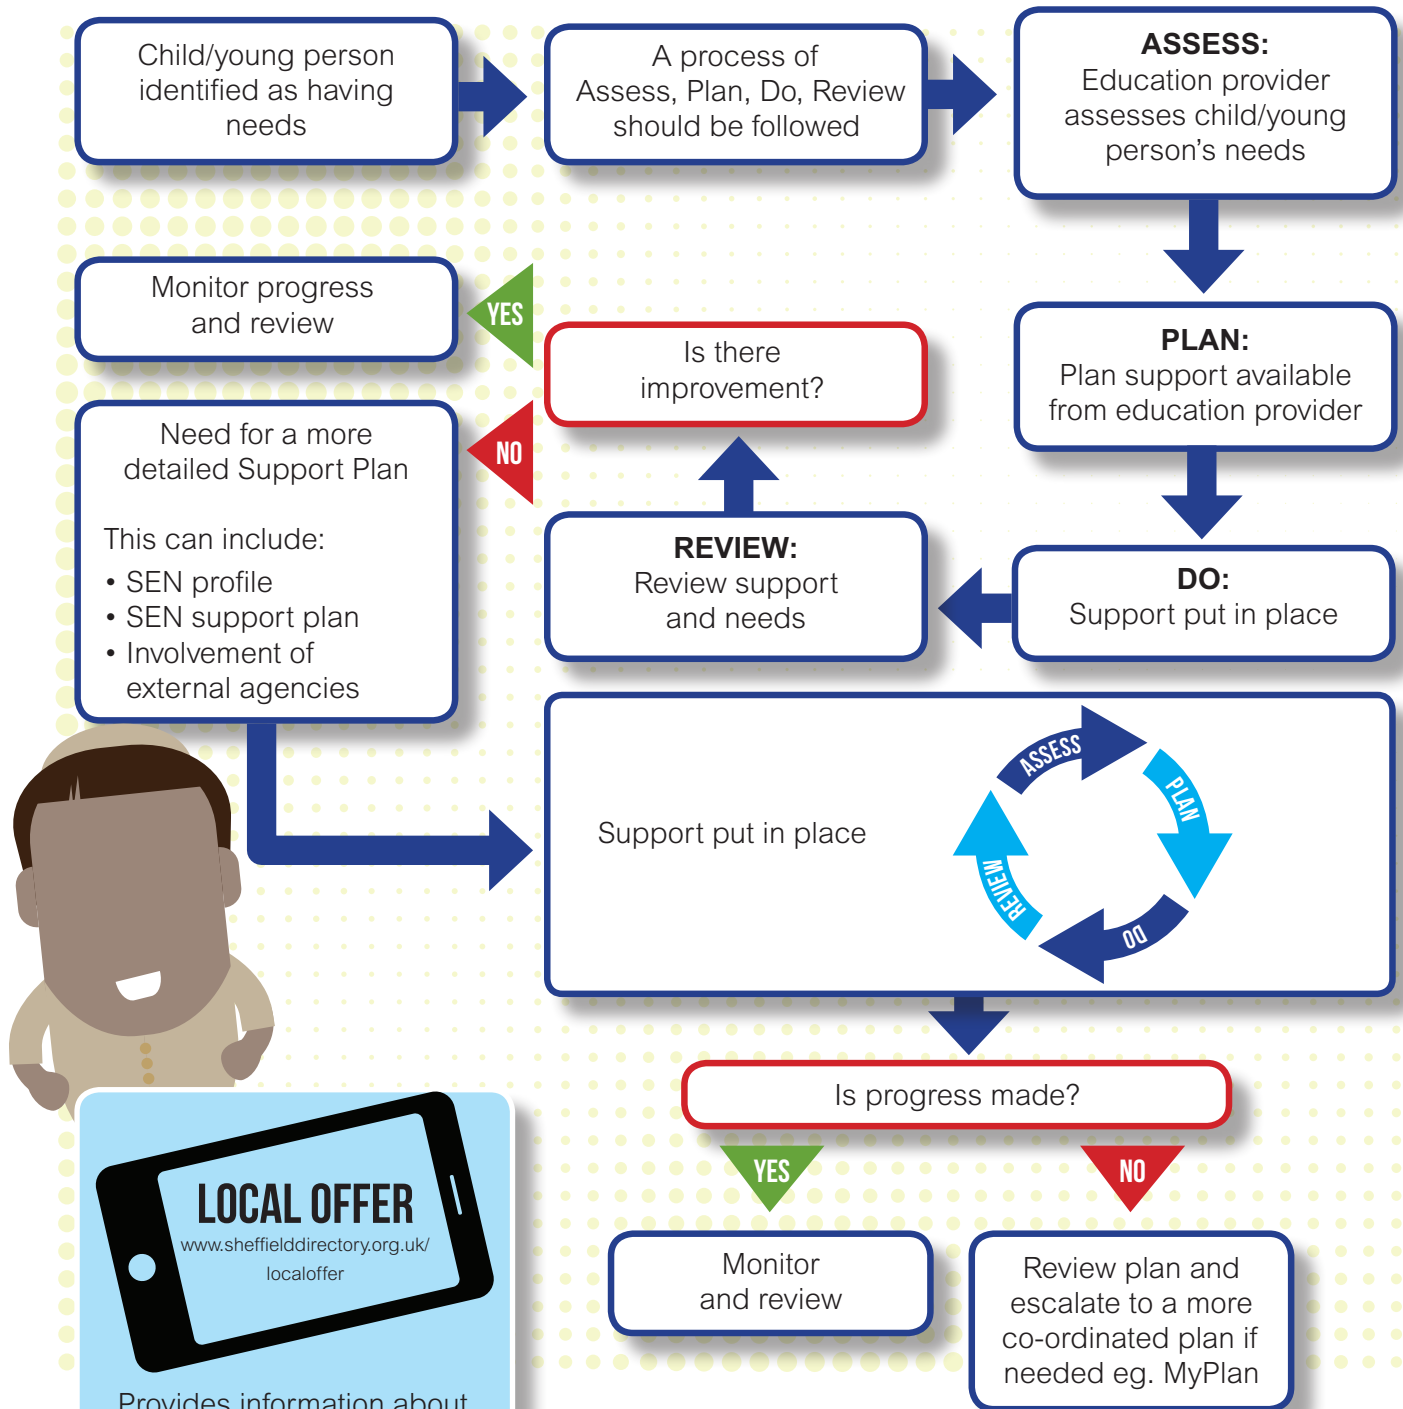 Child/young person
identified as having
needs
A process of
Assess, Plan, Do, Review
should be followed
ASSESS:
Education provider
assesses child/young
person's needs
PLAN:
Plan support available
from education provider
DO:
Support put in place
REVIEW:
Review support
and needs
Is there
improvement?
YES
Monitor progress
and review
NO
Need for a more
detailed Support Plan
This can include:
• SEN profile
• SEN support plan
• Involvement of
external agencies
Support put in place
ASSESS
PLAN
DO
REVIEW
Is progress made?
YES
NO
Monitor
and review
Review plan and
escalate to a more
co-ordinated plan if
needed eg. MyPlan
LOCAL OFFER
www.sheffielddirectory.org.uk/
localoffer
Provides information about